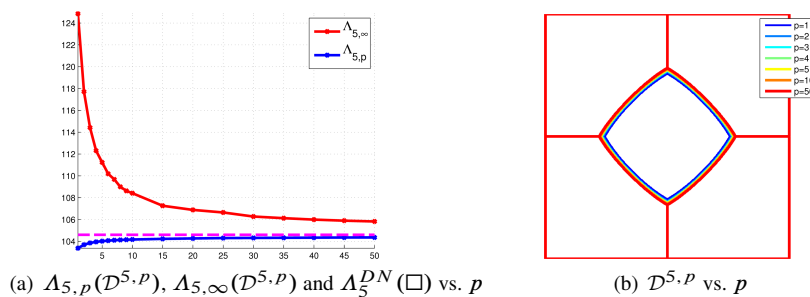 124
122
120
118
116
114
112
110
108
106
104
5 10 15 20 25 30 35 40 45 50
Λ5,∞
Λ5,p
(a) Λ5,p(𝒟5,p), Λ5,∞(𝒟5,p) and Λ5DN(□) vs. p
p=1
p=2
p=3
p=4
p=5
p=10
p=50
(b) 𝒟5,p vs. p